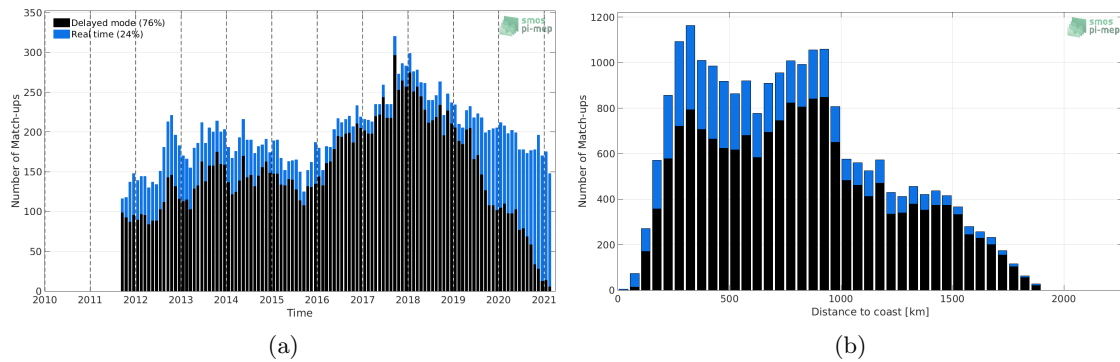 350
300
250
200
150
100
50
0
Number of Match-ups
Delayed mode (76%)
Real time (24%)
smos
pi-mep
2010 2011 2012 2013 2014 2015 2016 2017 2018 2019 2020 2021
Time
(a)
1200
1000
800
600
400
200
0
Number of Match-ups
smos
pi-mep
0 500 1000 1500 2000
Distance to coast [km]
(b)